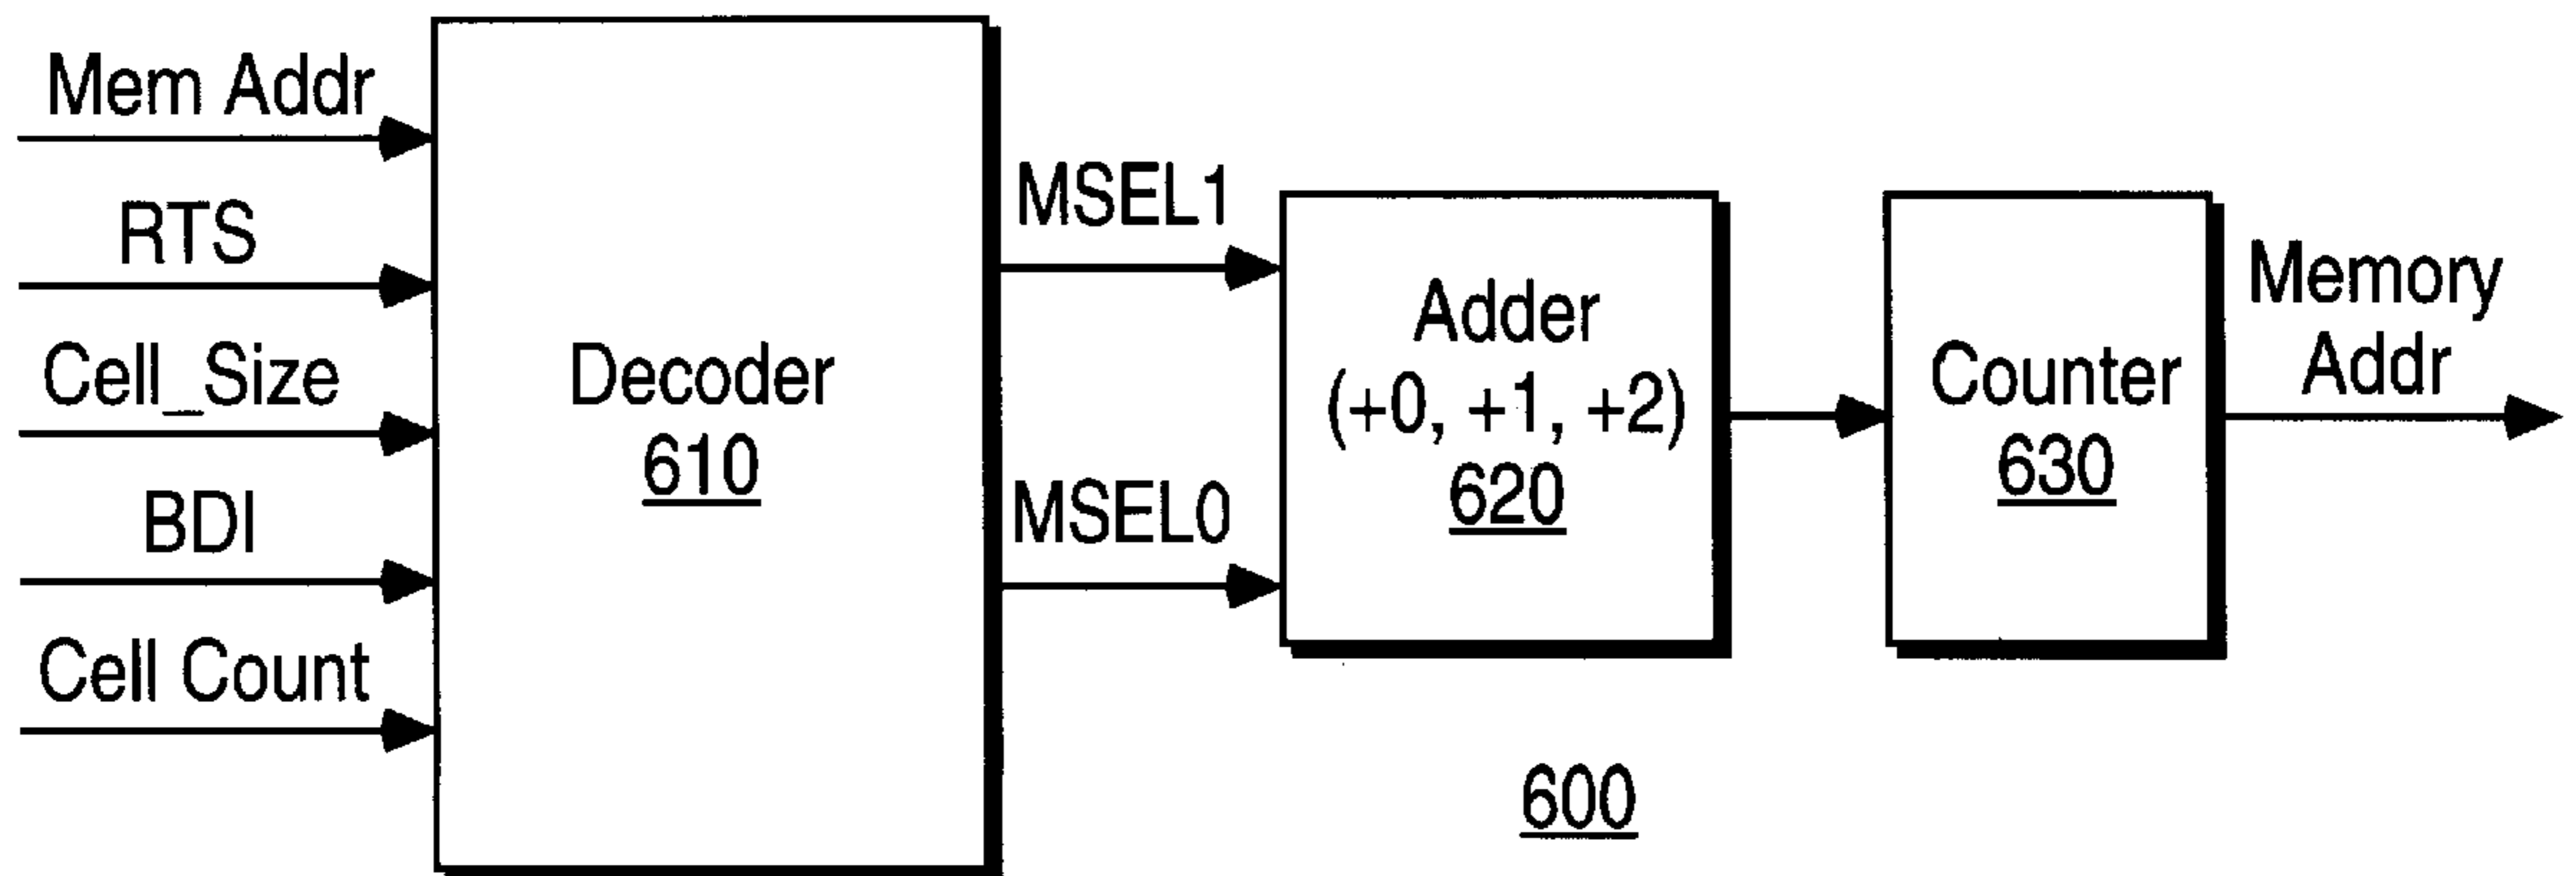 Mem Addr
RTS
Cell_Size
BDI
Cell Count
Decoder
610
MSEL1
MSEL0
Adder
(+0, +1, +2)
620
Counter
630
Memory
Addr
600